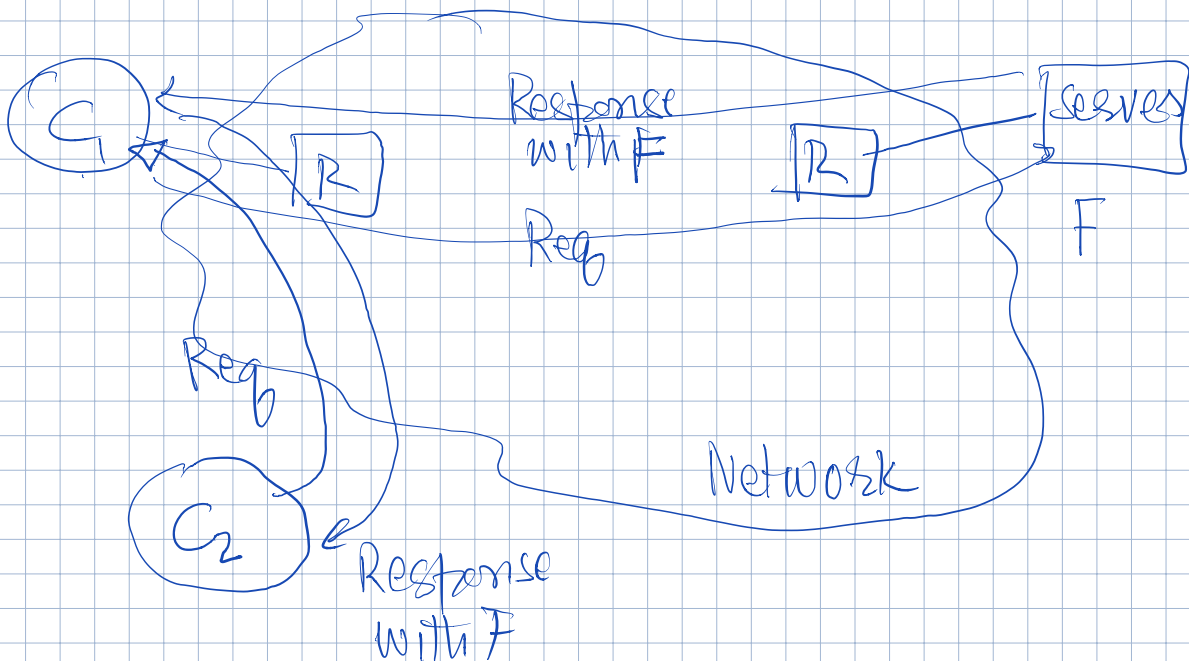 C1
Response
with F
Server
R
R
F
Req
Req
Network
C2
Response
with F